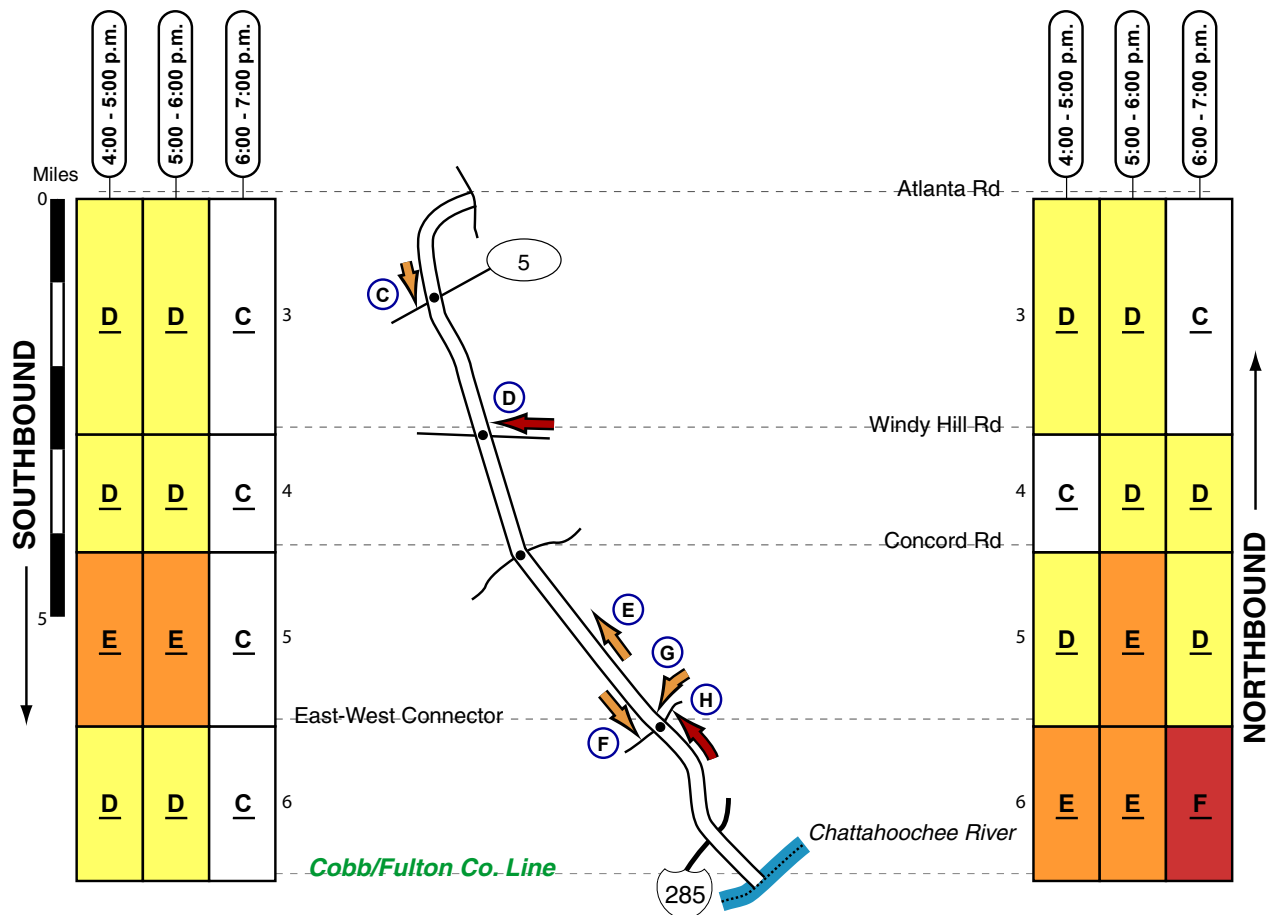 4:00 - 5:00 p.m.
5:00 - 6:00 p.m.
6:00 - 7:00 p.m.
4:00 - 5:00 p.m.
5:00 - 6:00 p.m.
6:00 - 7:00 p.m.
Miles
0
Atlanta Rd
5
C
D D C 3
3 D D C
SOUTHBOUND
D
Windy Hill Rd
D D C 4
4 C D D
Concord Rd
5
E
E E C 5
5 D E D
NORTHBOUND
G
H
East-West Connector
F
D D C 6
6 E E F
Chattahoochee River
Cobb/Fulton Co. Line
285